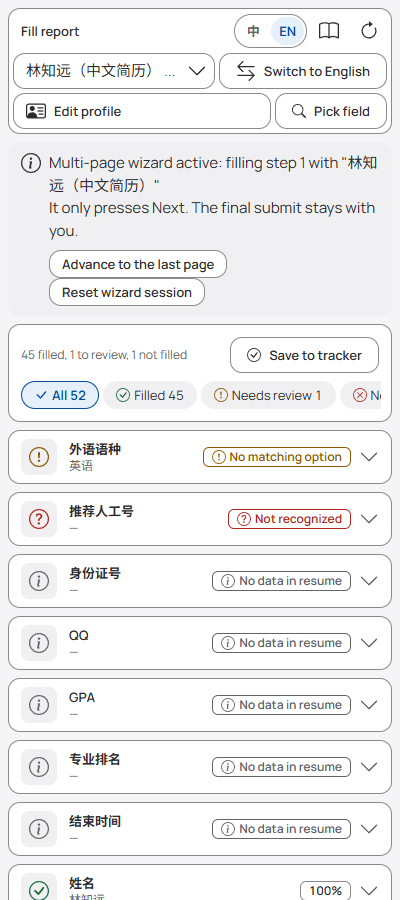 Fill report
中 EN
林知远（中文简历） ...
Switch to English
Edit profile
Pick field
Multi-page wizard active: filling step 1 with "林知
远（中文简历）"
It only presses Next. The final submit stays with
you.
Advance to the last page
Reset wizard session
45 filled, 1 to review, 1 not filled
Save to tracker
All 52
Filled 45
Needs review 1
外语语种
英语
No matching option
推荐人工号
—
Not recognized
身份证号
—
No data in resume
QQ
—
No data in resume
GPA
—
No data in resume
专业排名
—
No data in resume
结束时间
—
No data in resume
姓名
林知远
100%